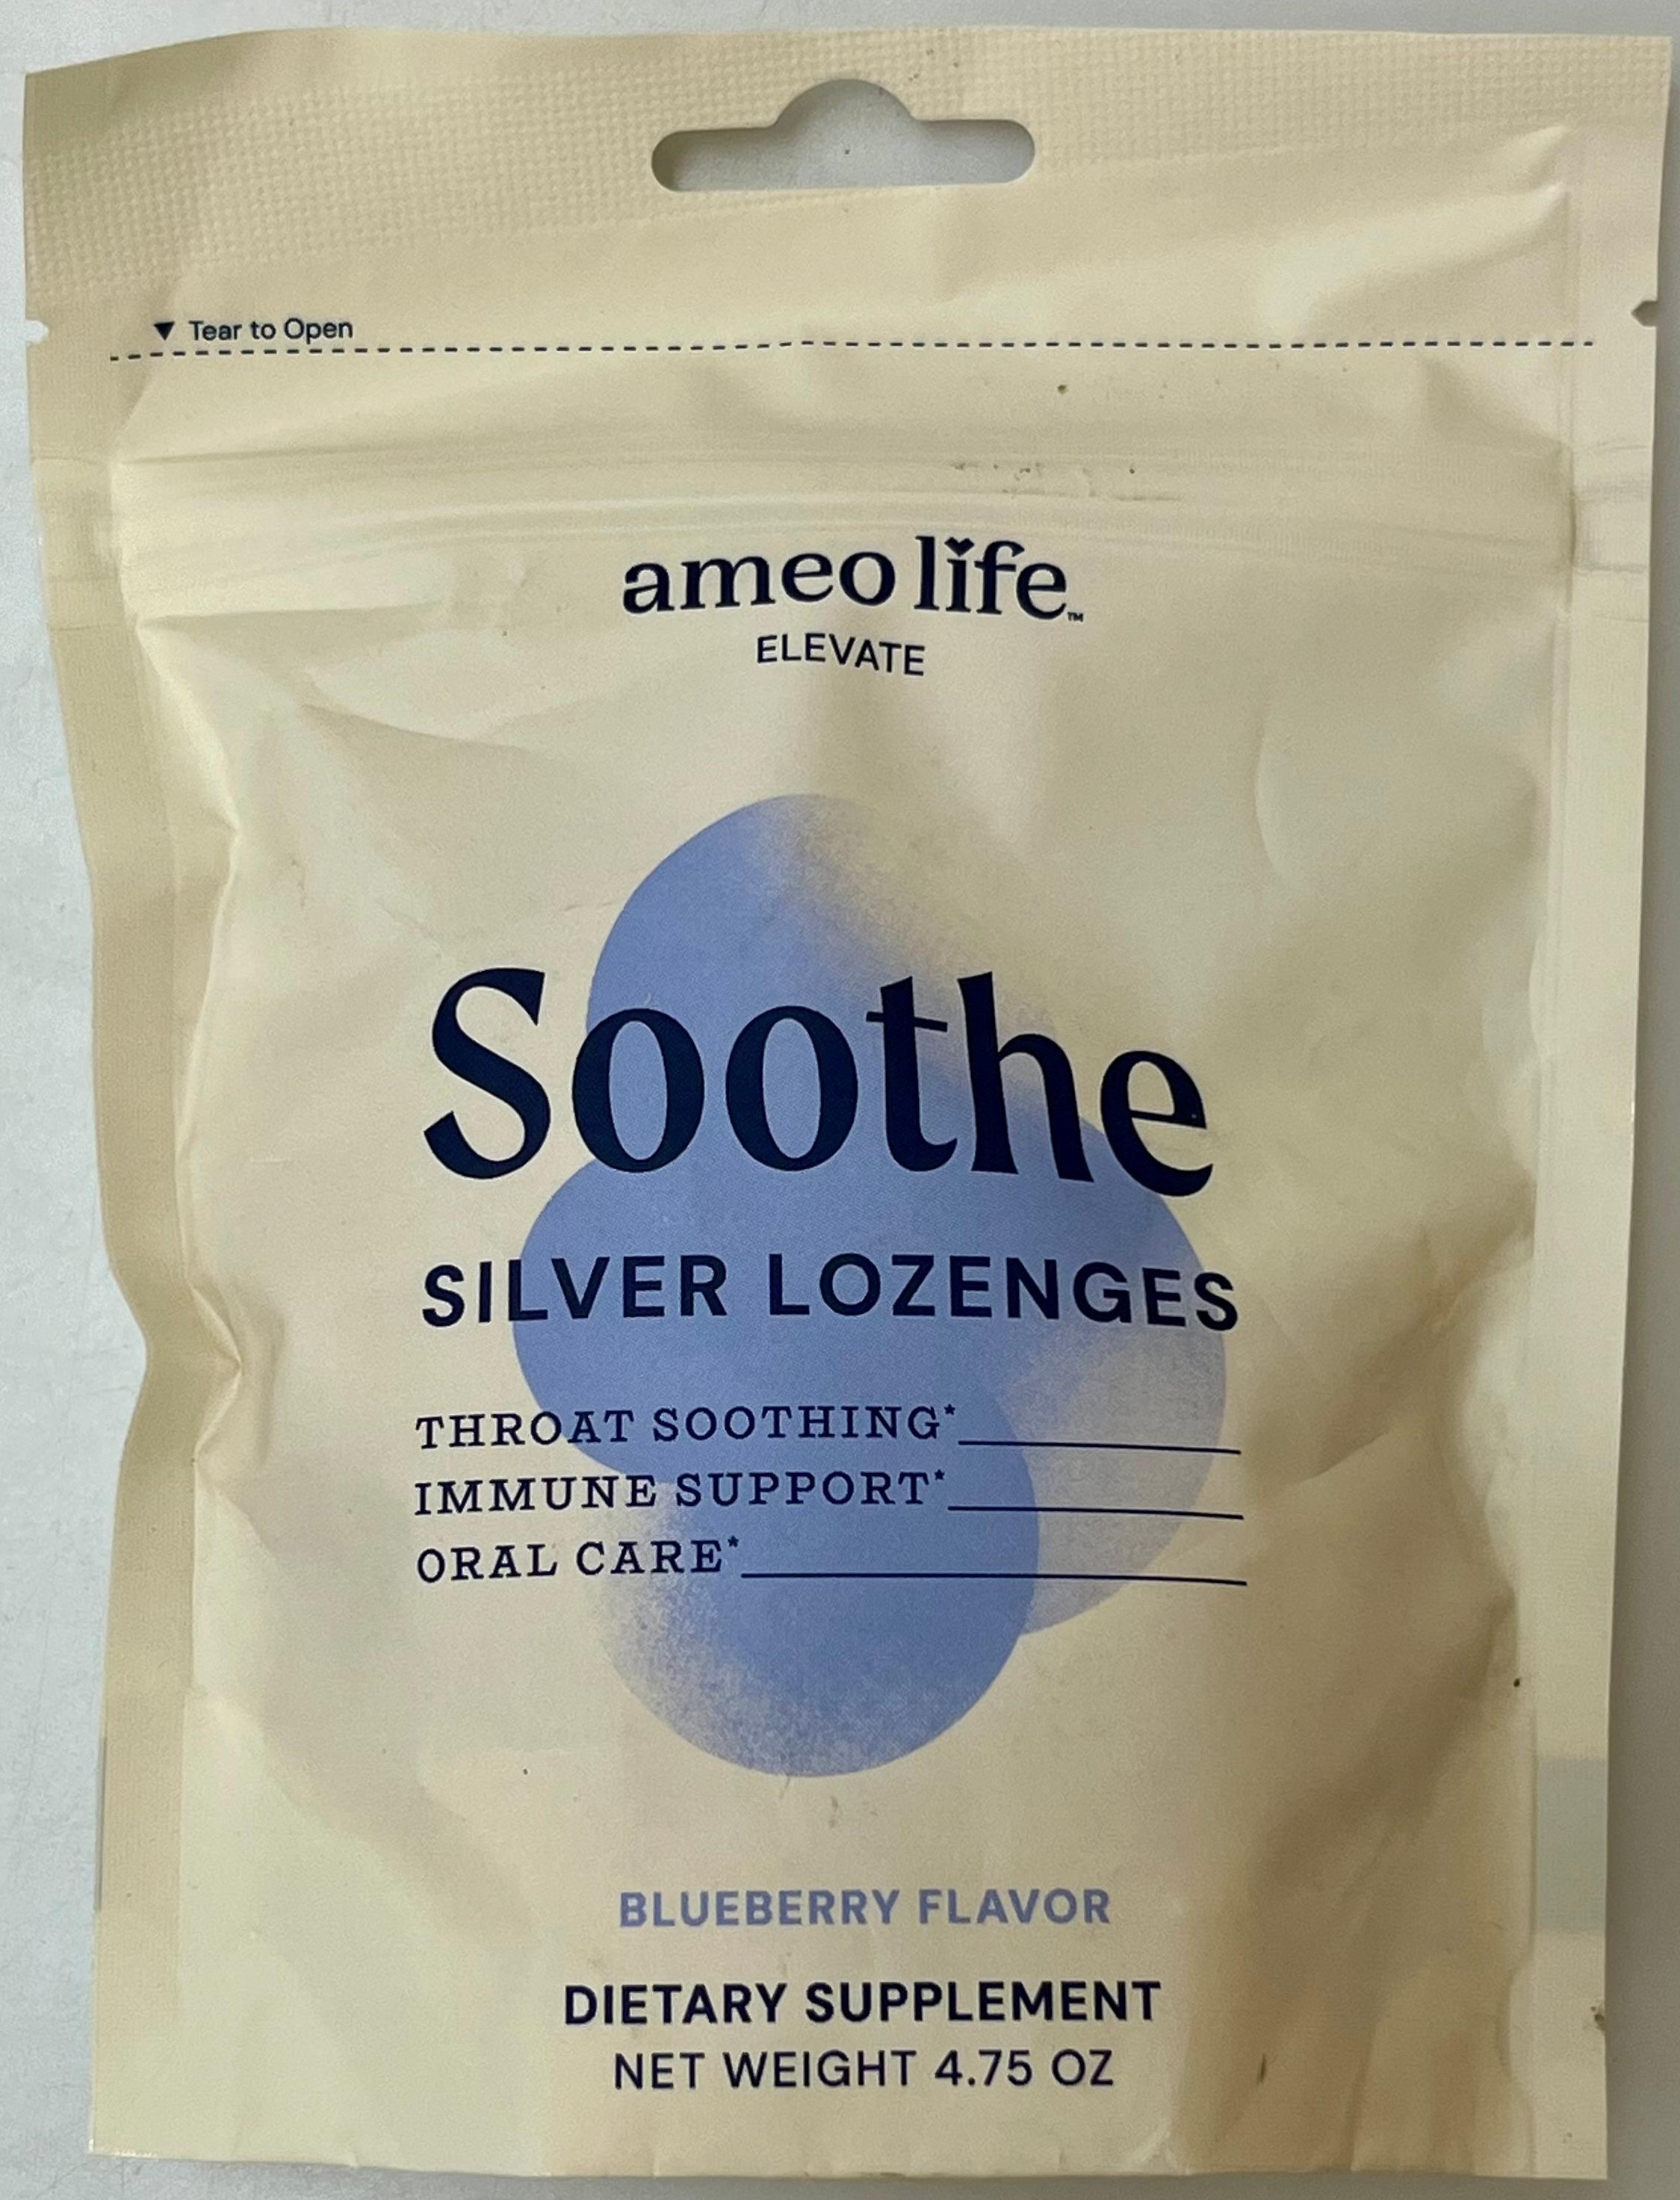 ▼ Tear to Open
ameo life™
ELEVATE
Soothe
SILVER LOZENGES
THROAT SOOTHING*
IMMUNE SUPPORT*
ORAL CARE*
BLUEBERRY FLAVOR
DIETARY SUPPLEMENT
NET WEIGHT 4.75 OZ